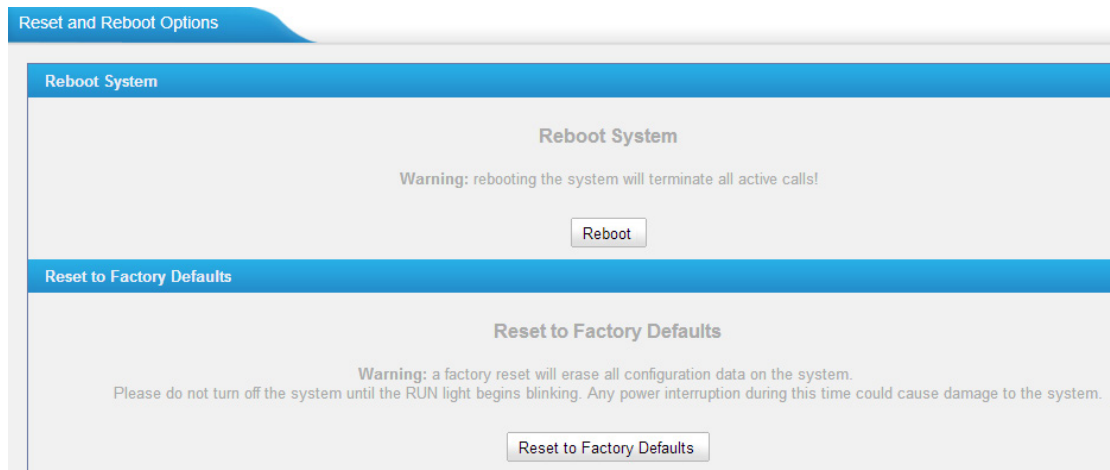 Reset and Reboot Options
Reboot System
Reboot System
Warning: rebooting the system will terminate all active calls!
Reboot
Reset to Factory Defaults
Reset to Factory Defaults
Warning: a factory reset will erase all configuration data on the system.
Please do not turn off the system until the RUN light begins blinking. Any power interruption during this time could cause damage to the system.
Reset to Factory Defaults